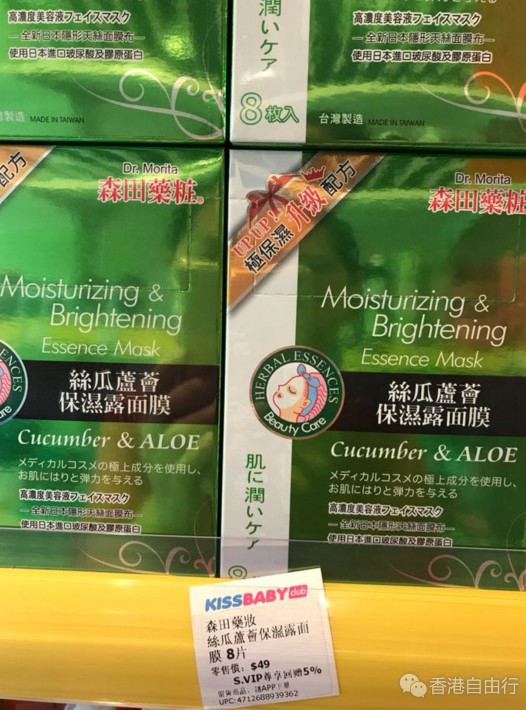 潤いケア
高濃度美容液フェイスマスク
全新日本隱形天絲面膜布
使用日本進口玻尿酸及膠原蛋白
製造 MADE IN TAIWAN
8枚入
高濃度美容液フェイスマスク
全新日本隱形天絲面膜布
使用日本進口玻尿酸及膠原蛋白
台灣製造 MADE IN TAIWAN
配方
Dr. Morita
森田藥粧®
Moisturizing &
Brightening
Essence Mask
絲瓜蘆薈
保濕露面膜
ENCES
Care
Cucumber & ALOE
メディカルコスメの極上成分を使用し、
お肌にはりと弾力を与える
高濃度美容液フェイスマスク
全新日本隱形天絲面膜布
使用日本進口玻尿酸及膠原蛋白
UPUP! 升級配方
極保濕
Dr. Morita
森田藥粧
Moisturizing &
Brightening
Essence Mask
HERBAL ESSENCES
Beauty Care
絲瓜蘆薈
保濕露面膜
Cucumber & ALOE
メディカルコスメの極上成分を使用し、
お肌にはりと弾力を与える
高濃度美容液フェイスマスク
全新日本隱形天絲面膜布
使用日本進口玻尿酸及膠原蛋白
肌に潤いケア
KISSBABY club
森田藥妝
絲瓜蘆薈保濕露面
膜 8片
零售價: $49
S.VIP尊享回贈5%
UPC:4712688939362
香港自由行